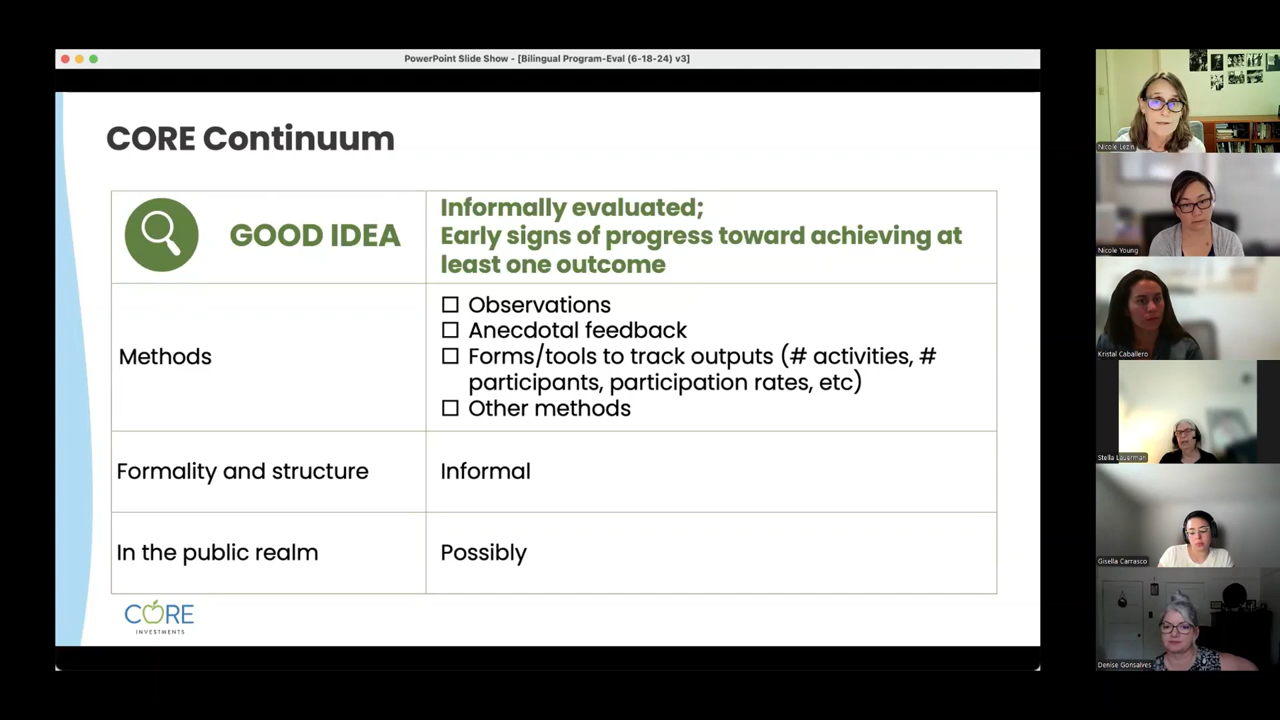 PowerPoint Slide Show - [Bilingual Program-Eval (6-18-24) v3]
CORE Continuum
GOOD IDEA
Informally evaluated;
Early signs of progress toward achieving at
least one outcome
Methods
☐ Observations
☐ Anecdotal feedback
☐ Forms/tools to track outputs (# activities, #
participants, participation rates, etc)
☐ Other methods
Formality and structure
Informal
In the public realm
Possibly
CORE
INVESTMENTS
Nicole Lezin
Nicole Young
Kristal Caballero
Stella Lauerman
Gisella Carrasco
Denise Gonsalves